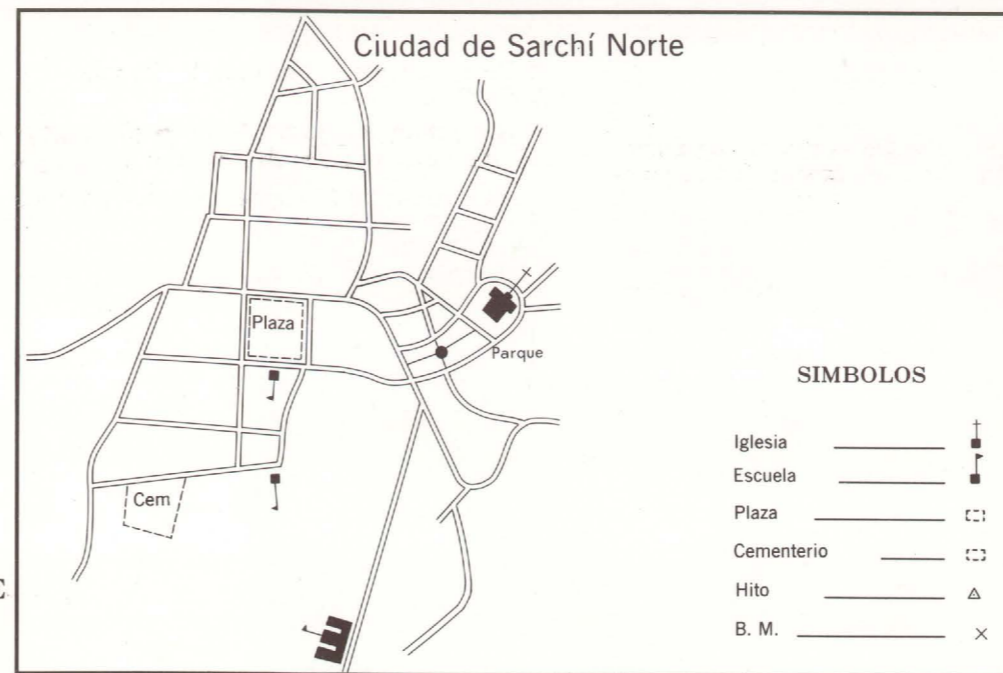 Ciudad de Sarchí Norte
Plaza
Parque
Cem
SIMBOLOS
Iglesia
Escuela
Plaza
Cementerio
Hito
B. M.